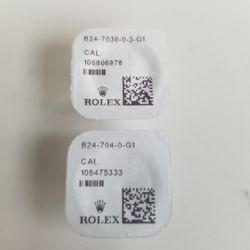 B24-7030-0-3-G1
CAL.
106806978
ROLEX
B24-704-0-G1
CAL.
106475333
ROLEX